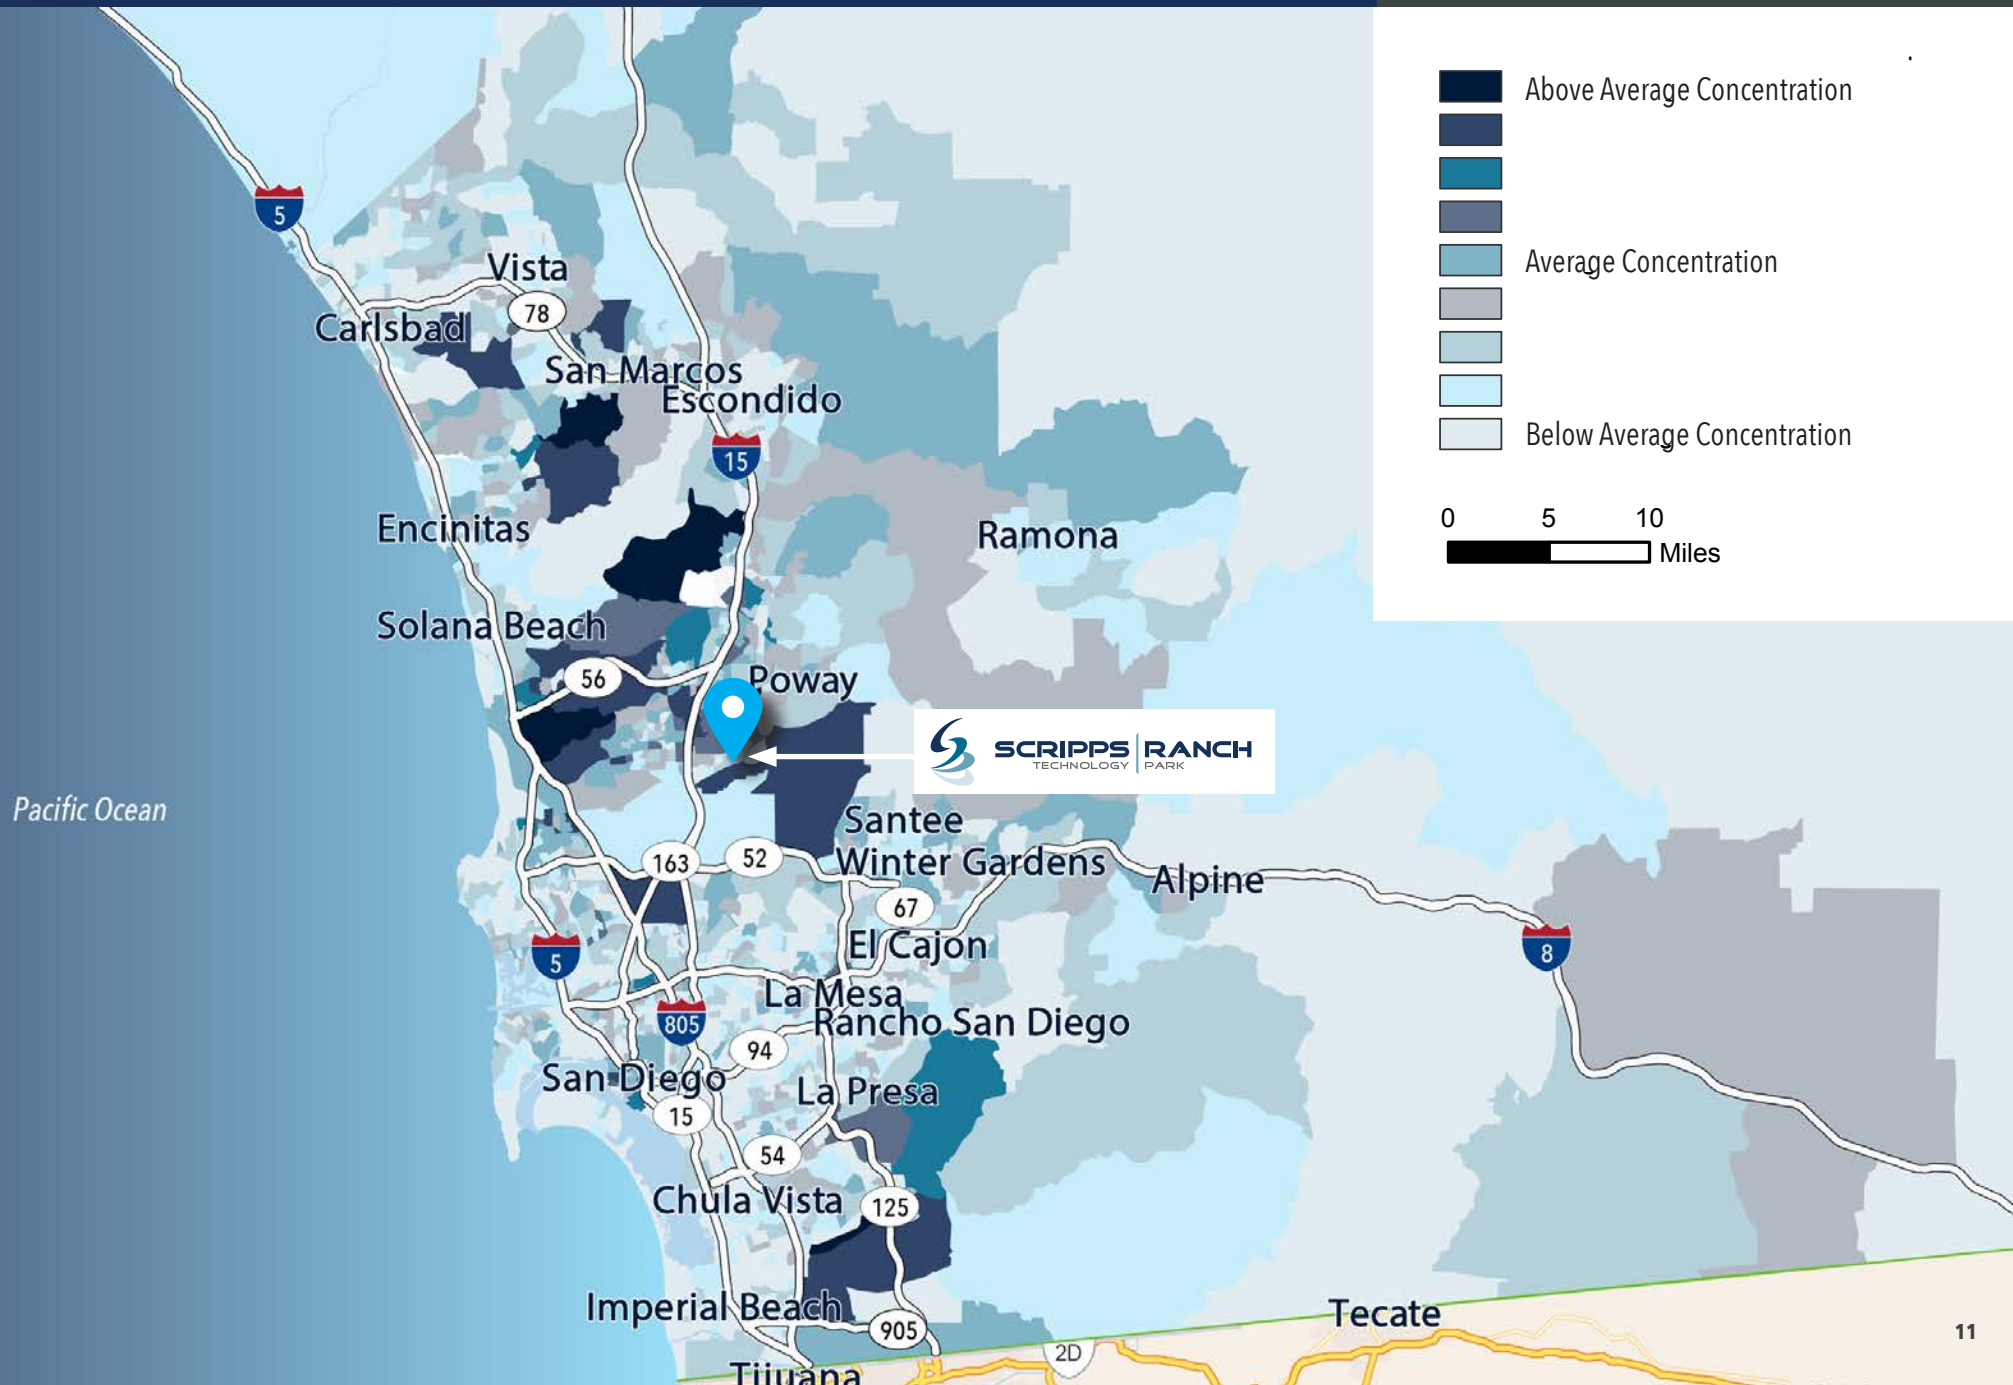 Above Average Concentration
Average Concentration
Below Average Concentration
0 5 10
Miles
5
Vista
78
Carlsbad
San Marcos
Escondido
15
Encinitas
Ramona
Solana Beach
56
Poway
SCRIPPS RANCH
TECHNOLOGY PARK
Pacific Ocean
Santee
163
52
Winter Gardens
Alpine
67
5
El Cajon
8
La Mesa
805
Rancho San Diego
94
San Diego
La Presa
15
54
Chula Vista
125
Imperial Beach
905
Tecate
2D
Tijuana
11